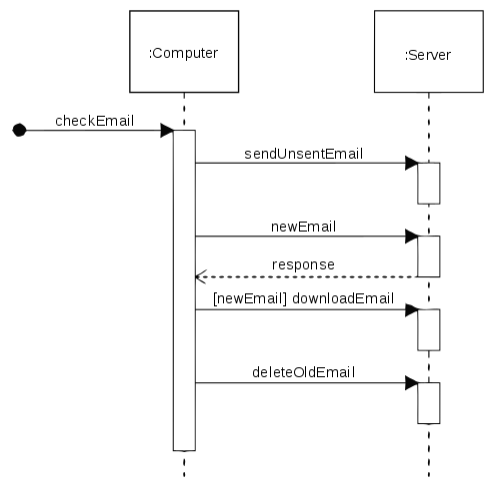 :Computer
:Server
checkEmail
sendUnsentEmail
newEmail
response
[newEmail] downloadEmail
deleteOldEmail